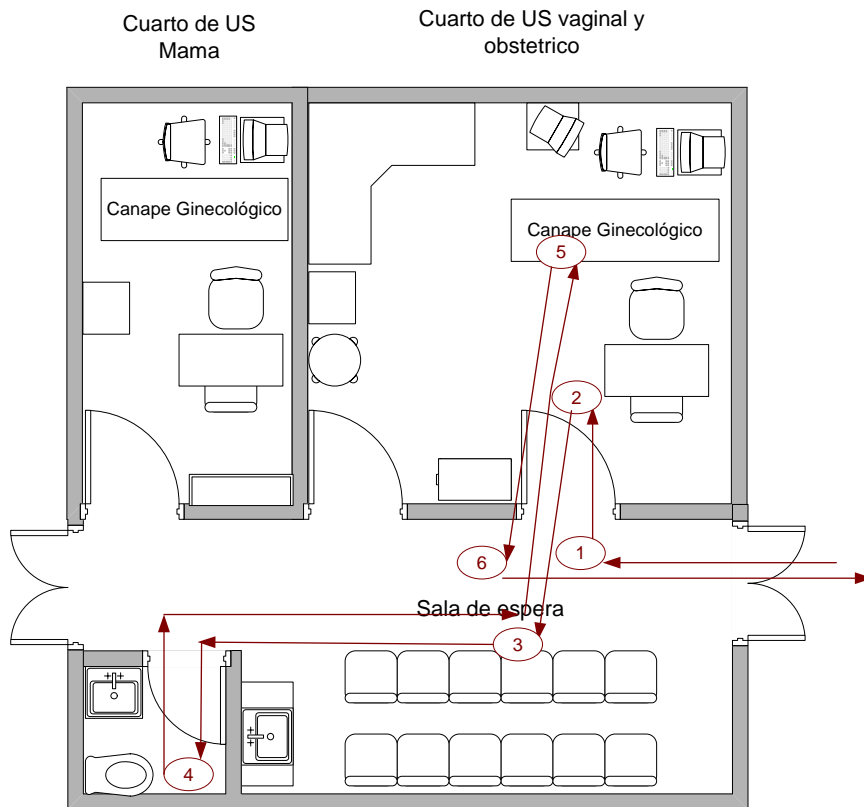 Cuarto de US
Mama
Cuarto de US vaginal y
obstetrico
Canape Ginecológico
Canape Ginecológico
5
2
1
6
Sala de espera
3
4